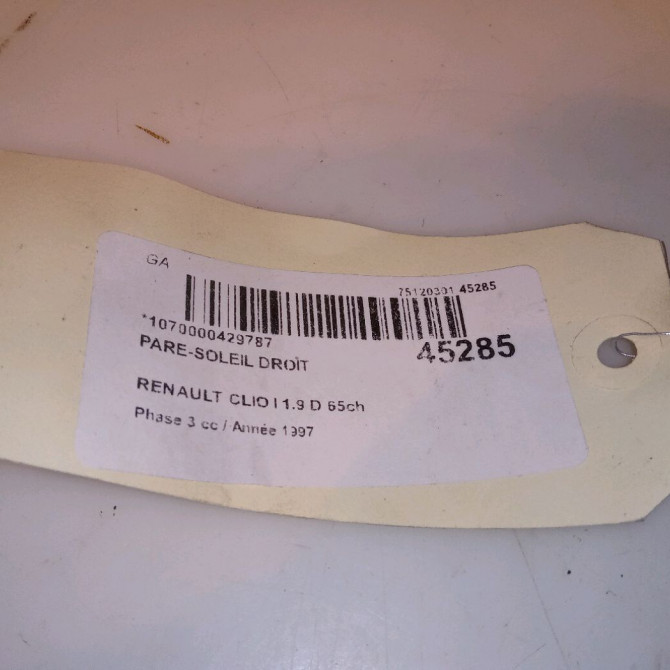 GA
75120301 45285
*1070000429787
45285
PARE-SOLEIL DROIT
RENAULT CLIO I 1.9 D 65ch
Phase 3 cc / Année 1997